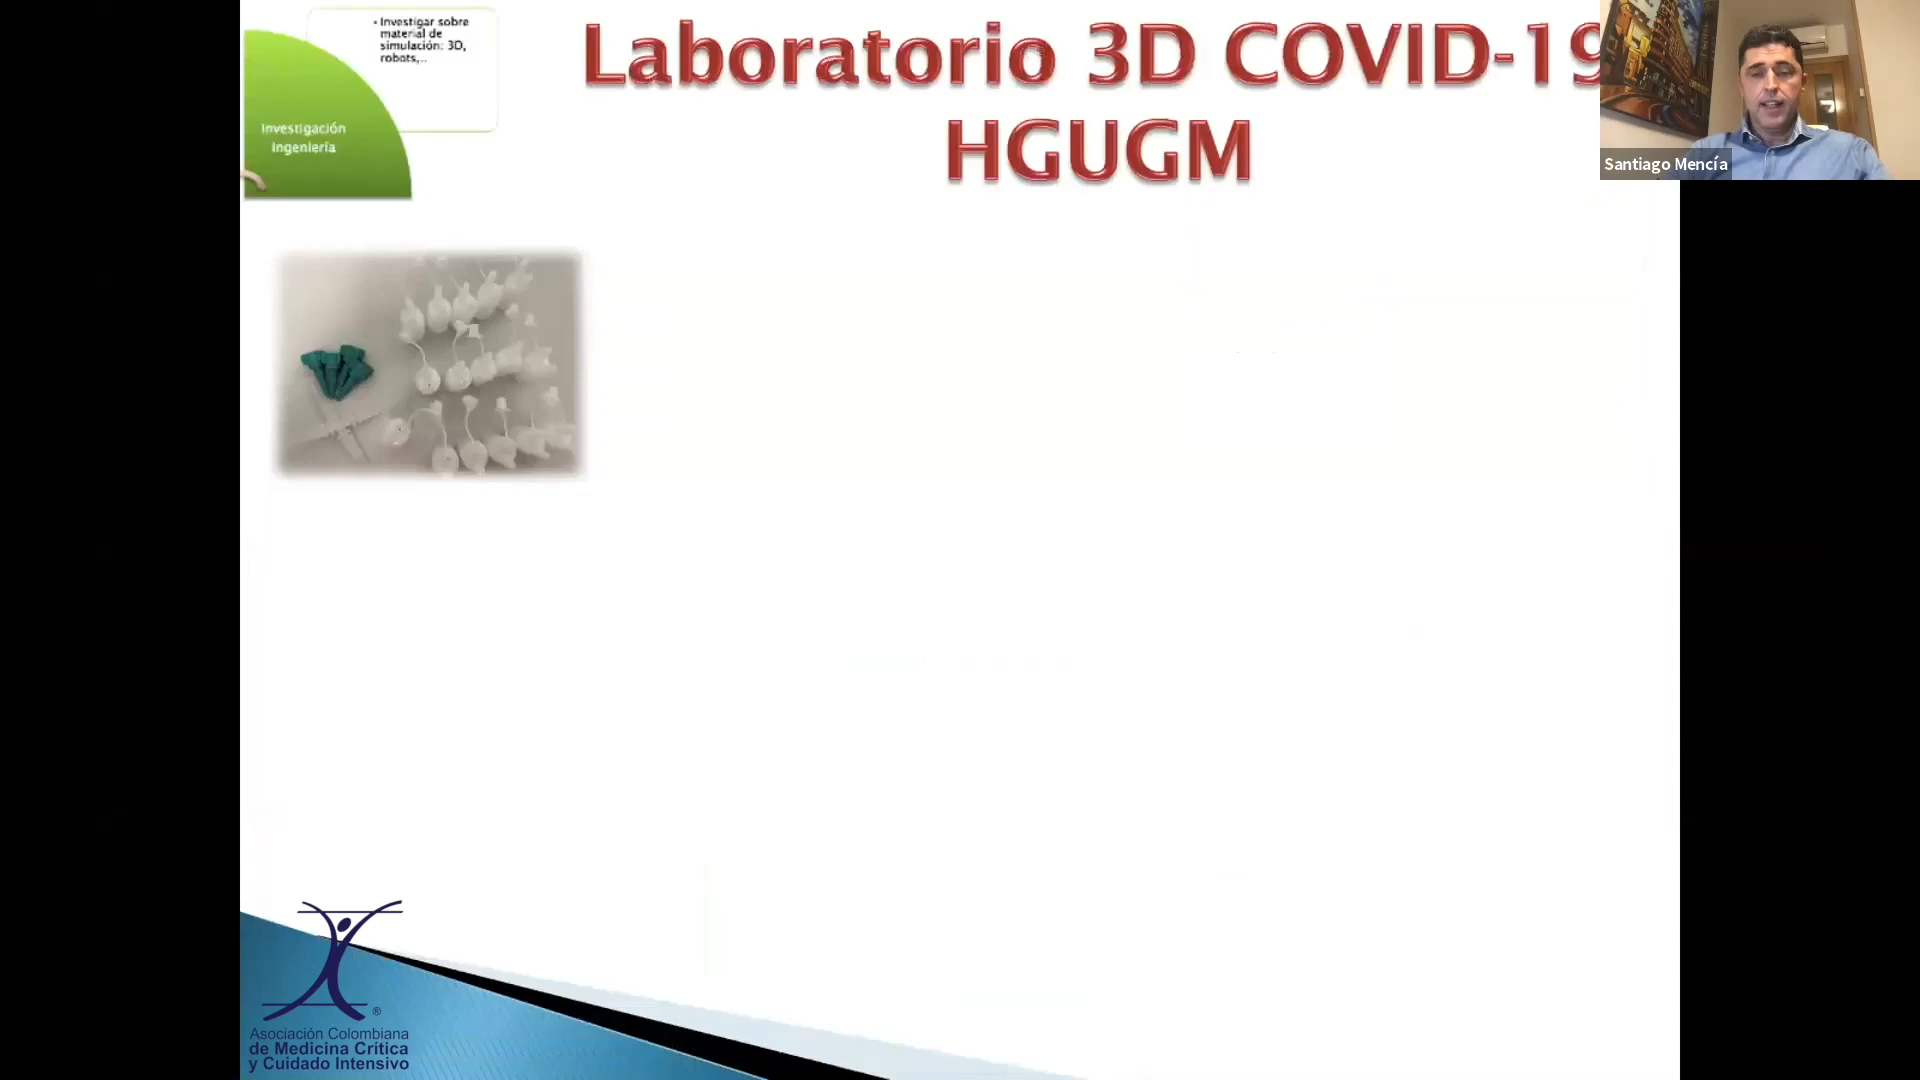 • Investigar sobre
material de
simulación: 3D,
robots,...
Investigación
Ingeniería
Laboratorio 3D COVID-19
HGUGM
Santiago Mencía
®
Asociación Colombiana
de Medicina Crítica
y Cuidado Intensivo